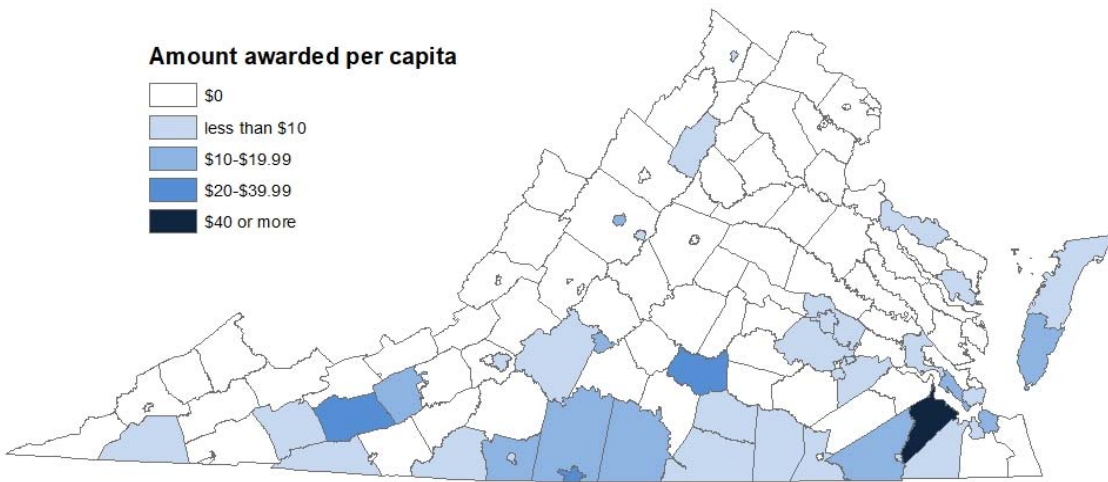 Amount awarded per capita
$0
less than $10
$10-$19.99
$20-$39.99
$40 or more